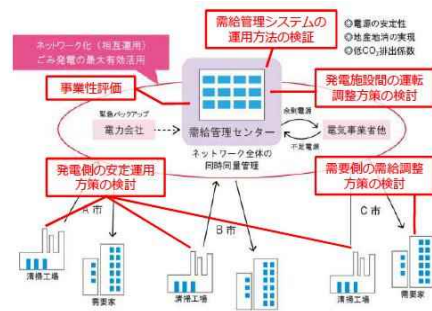 需給管理システムの
運用方法の検証
◎電源の安定性
◎地産地消の実現
◎低CO₂排出係数
ネットワーク化（相互運用）
ごみ発電の最大有効活用
事業性評価
発電施設間の運転
調整方策の検討
緊急バックアップ
電力会社
需給管理センター
余剰電源
不足電源
電気事業者他
ネットワーク全体の
同時同量管理
発電側の安定運用
方策の検討
需要側の需給調整
方策の検討
A市
B市
C市
清掃工場
需要家
清掃工場
清掃工場
需要家